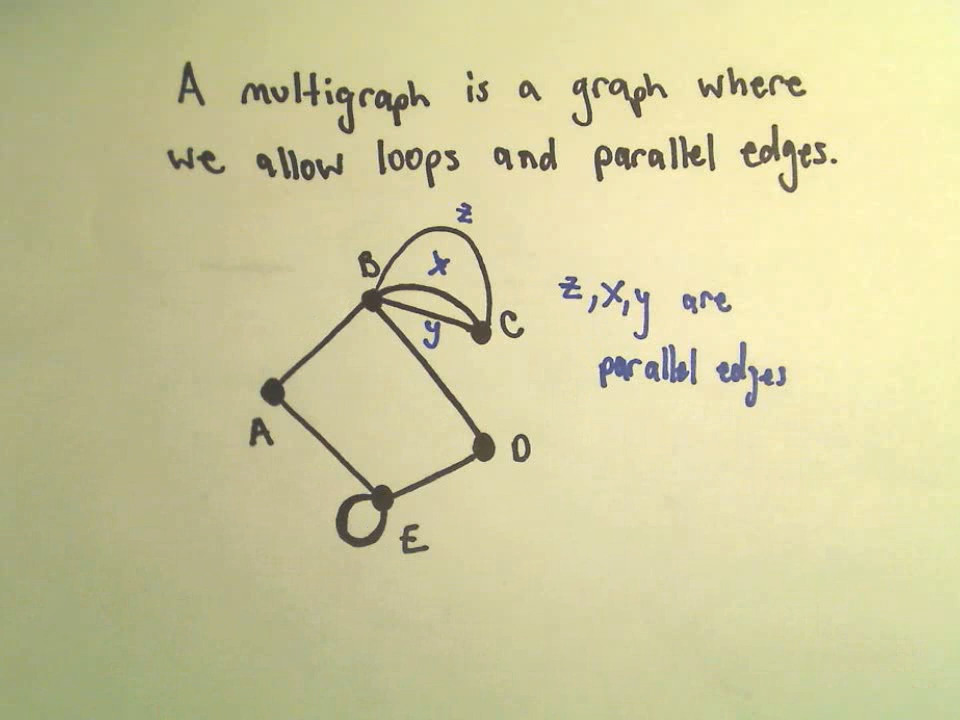 A multigraph is a graph where
we allow loops and parallel edges.
z
B
x
y
C
z, x, y are
parallel edges
A
D
E